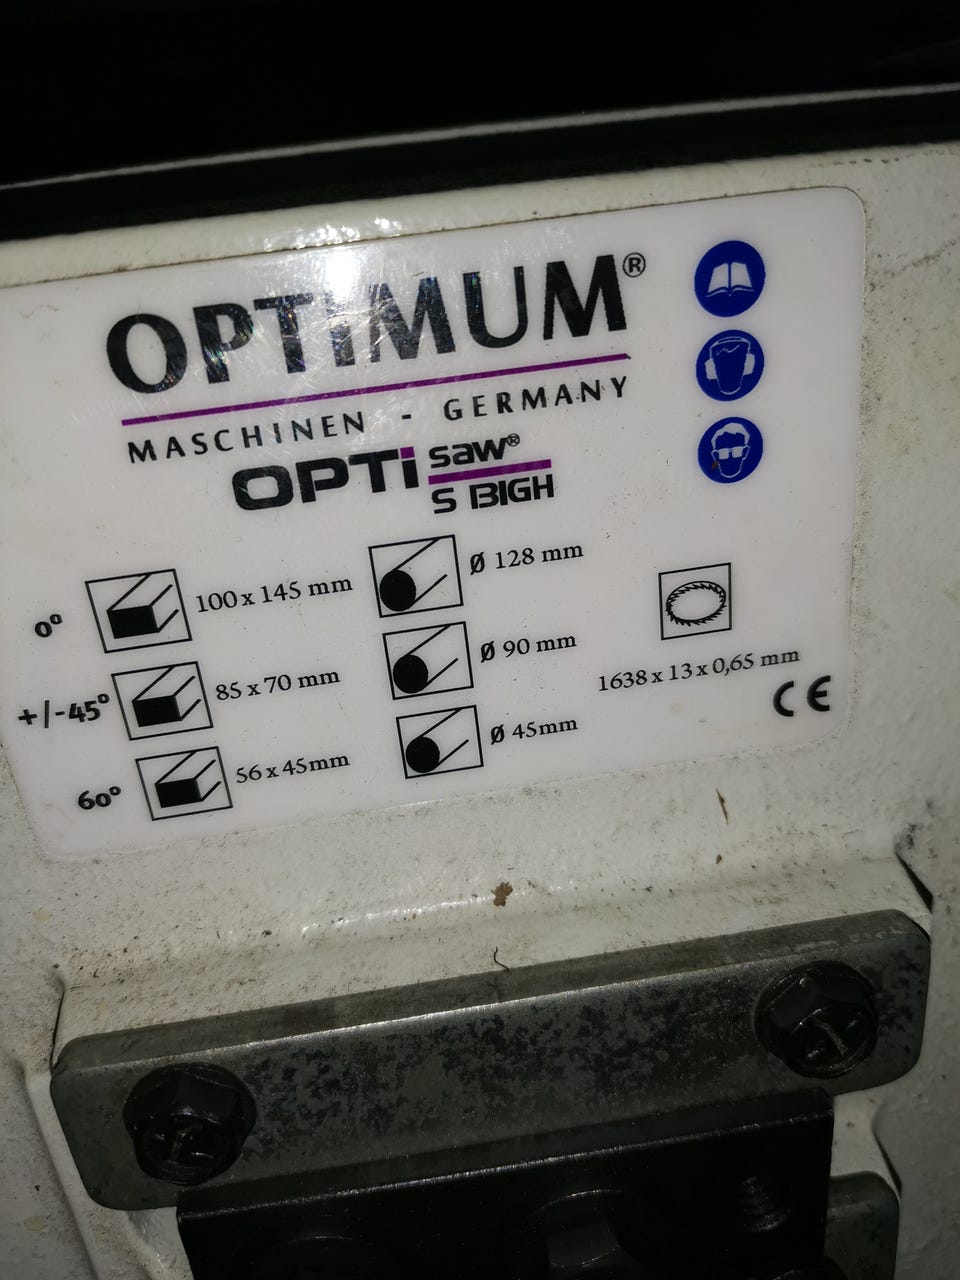 OPTIMUM®
MASCHINEN - GERMANY
OPTi saw®
S 131GH
0° 100 x 145 mm Ø 128 mm
+/-45° 85 x 70 mm Ø 90 mm
60° 56 x 45mm Ø 45mm
1638 x 13 x 0,65 mm
CE